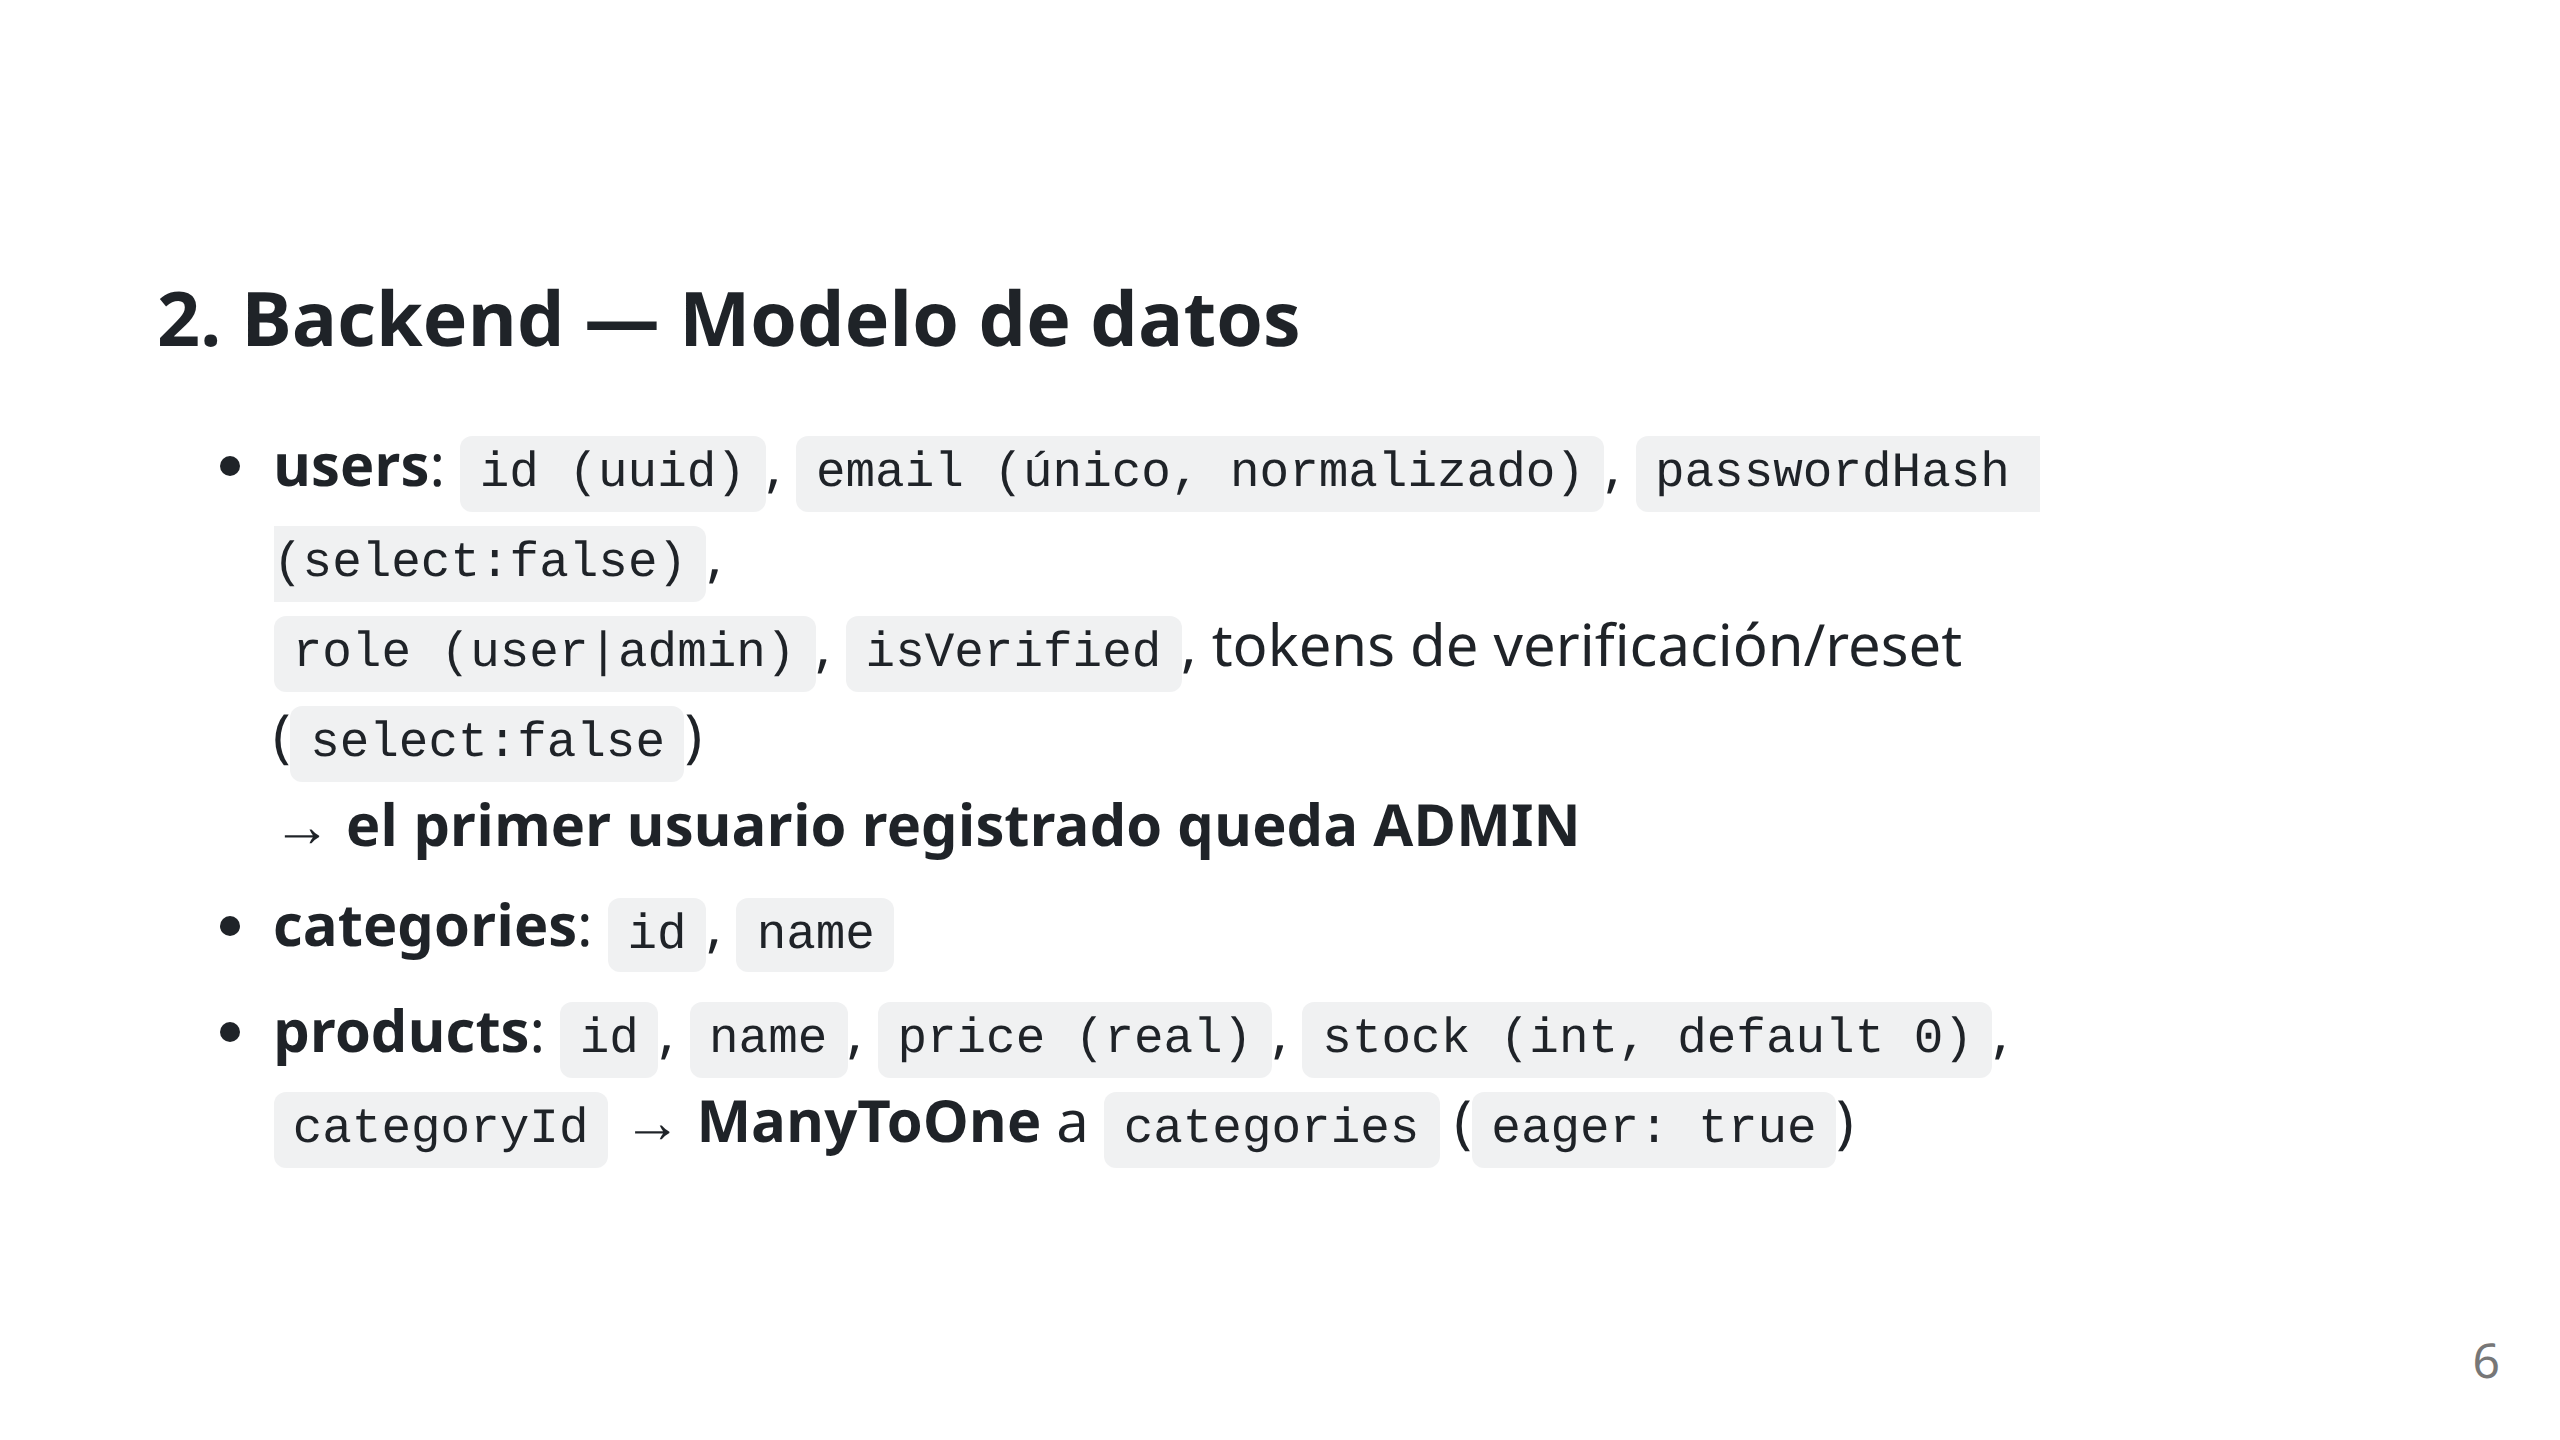 2. Backend — Modelo de datos
• users: id (uuid), email (único, normalizado), passwordHash
(select:false),
role (user|admin), isVerified, tokens de verificación/reset
(select:false)
→ el primer usuario registrado queda ADMIN
• categories: id, name
• products: id, name, price (real), stock (int, default 0),
categoryId → ManyToOne a categories (eager: true)
6